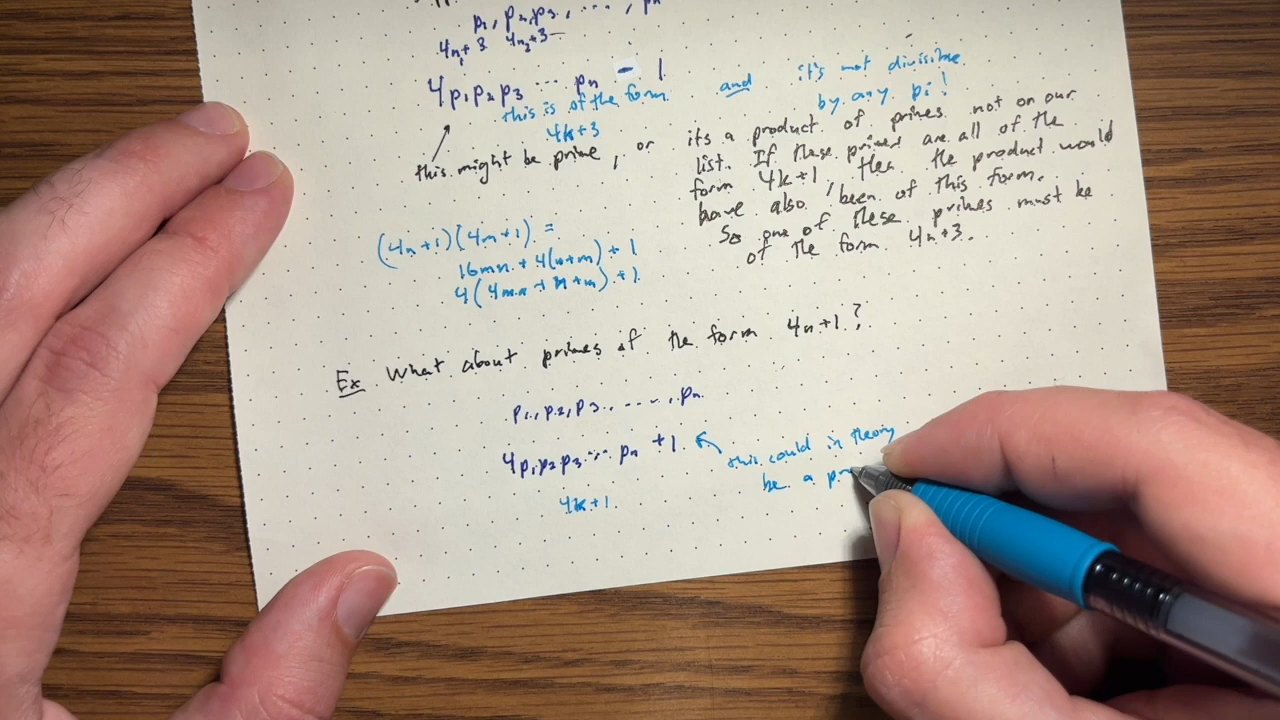 p1, p2, p3, ...., pn
4n1+3 4n2+3
4p1p2p3 ... pn - 1
this is of the form
4k+3
and it's not divisible
by any pi!
this might be prime, or
its a product of primes not on our
list. If these primes are all of the
form 4k+1, then the product would
have also been of this form.
So one of these primes must be
of the form 4n+3.
(4n+1)(4m+1) =
16mn + 4(n+m) + 1
4(4mn + n + m) + 1
Ex What about primes of the form 4n+1?
p1, p2, p3, ......, pn
4p1p2p3... pn + 1
4k+1
this could in theory
be a